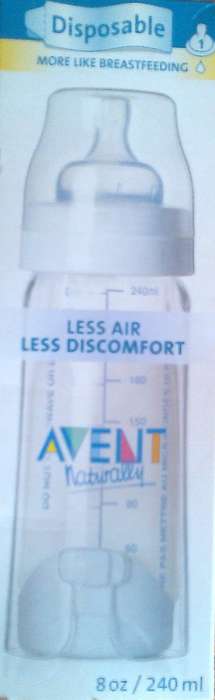 Disposable
1
MORE LIKE BREASTFEEDING
240ml
LESS AIR
LESS DISCOMFORT
180
150
AVENT
Naturally
90
8 oz / 240 ml